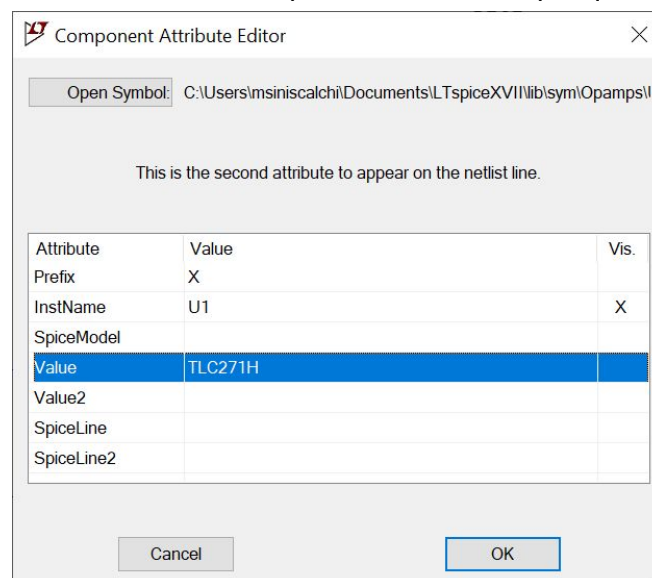 Component Attribute Editor
Open Symbol: C:\Users\msiniscalchi\Documents\LTspiceXVII\lib\sym\Opamps\
This is the second attribute to appear on the netlist line.
Attribute Value Vis.
Prefix X
InstName U1 X
SpiceModel
Value TLC271H
Value2
SpiceLine
SpiceLine2
Cancel OK